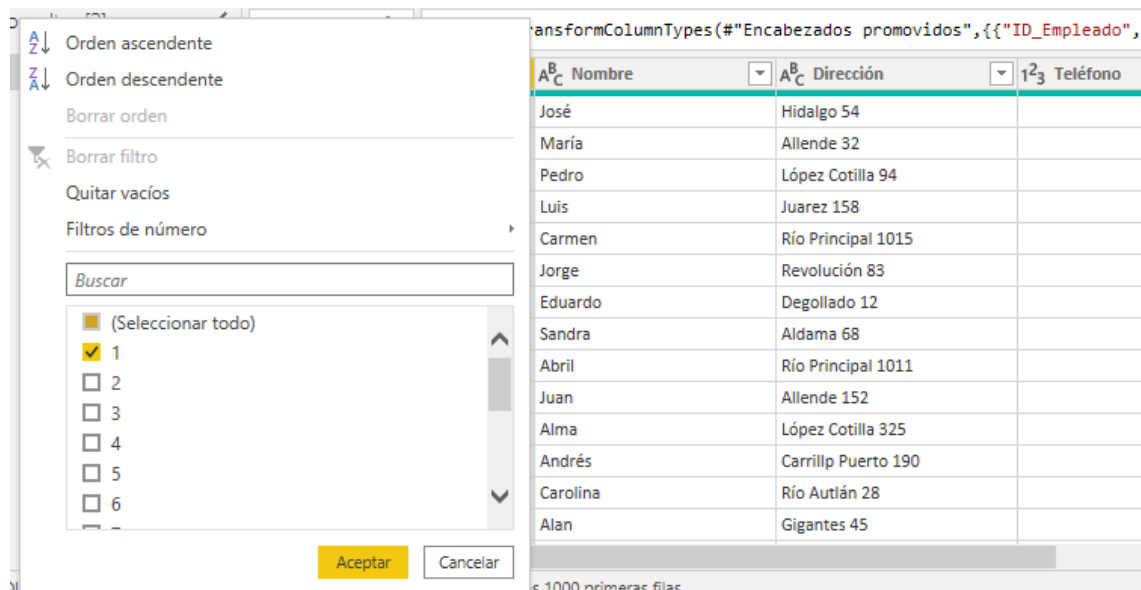 ansformColumnTypes(#"Encabezados promovidos",{{"ID_Empleado",
Orden ascendente
Orden descendente
Borrar orden
Borrar filtro
Quitar vacíos
Filtros de número
Buscar
(Seleccionar todo)
1
2
3
4
5
6
Aceptar Cancelar
ABC Nombre ABC Dirección 123 Teléfono
José Hidalgo 54
María Allende 32
Pedro López Cotilla 94
Luis Juarez 158
Carmen Río Principal 1015
Jorge Revolución 83
Eduardo Degollado 12
Sandra Aldama 68
Abril Río Principal 1011
Juan Allende 152
Alma López Cotilla 325
Andrés Carrillp Puerto 190
Carolina Río Autlán 28
Alan Gigantes 45
1000 primeras filas